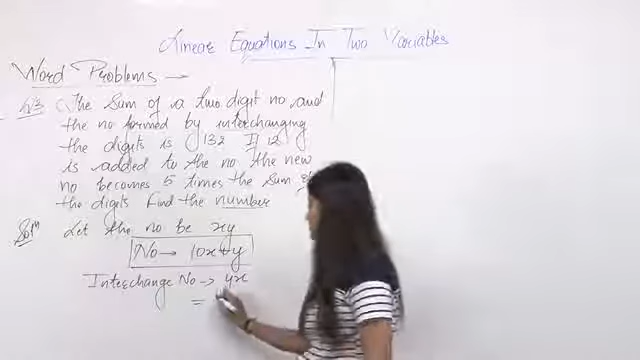 Linear Equations In Two Variables
Word Problems →
The Sum of a two digit no and
the no formed by interchanging
the digits is 132 If 12
is added to the no the new
no becomes 5 times the sum of
the digits Find the number
Solⁿ Let the no be xy
No → 10x+y
Interchange No → yx
=